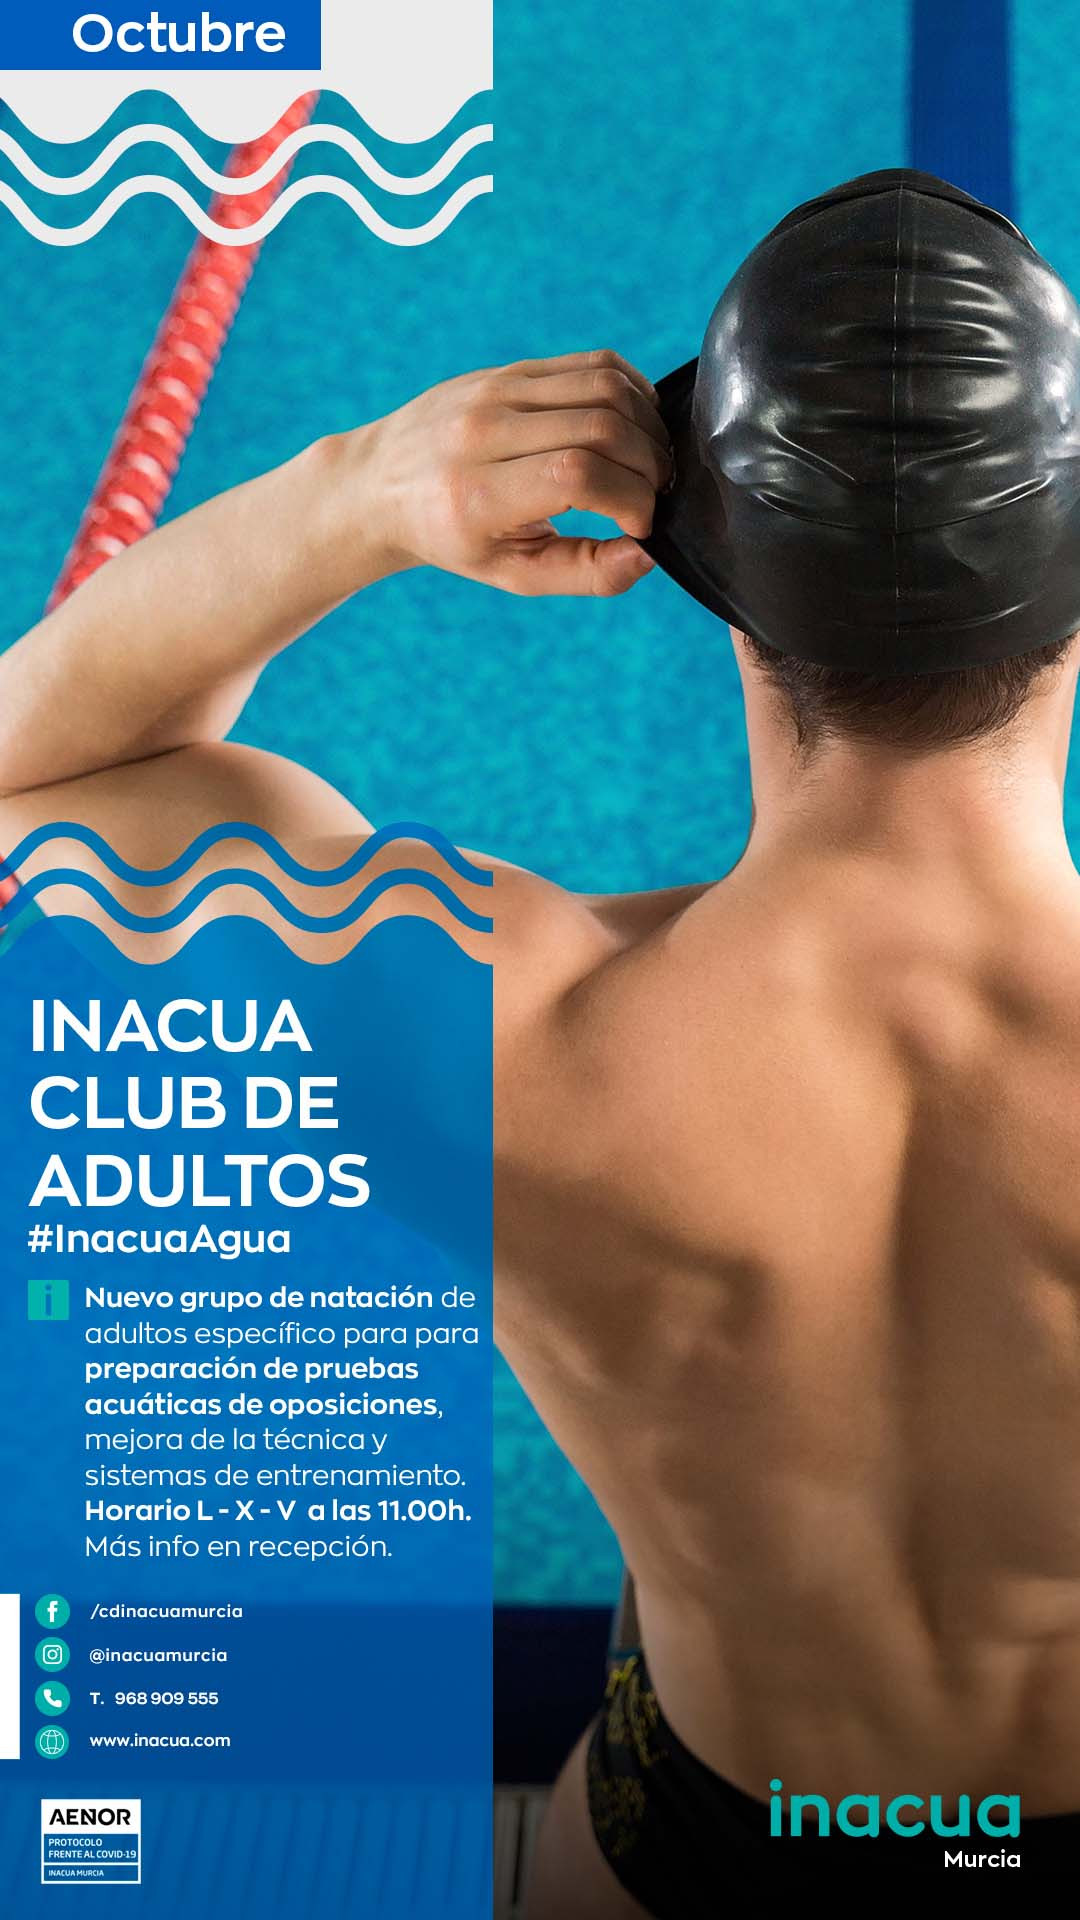 Octubre
INACUA
CLUB DE
ADULTOS
#InacuaAgua
i
Nuevo grupo de natación de
adultos específico para para
preparación de pruebas
acuáticas de oposiciones,
mejora de la técnica y
sistemas de entrenamiento.
Horario L - X - V a las 11.00h.
Más info en recepción.
/cdinacuamurcia
@inacuamurcia
T. 968 909 555
www.inacua.com
AENOR
PROTOCOLO
FRENTE AL COVID-19
INACUA MURCIA
inacua
Murcia